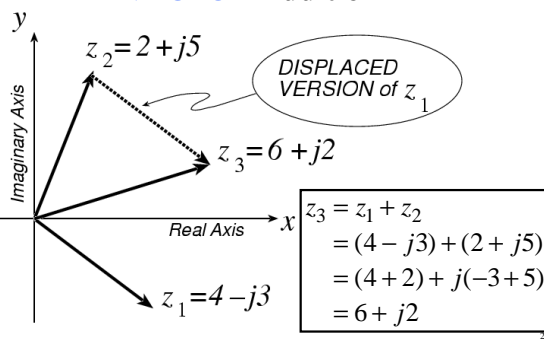 y
z₂=2+j5
DISPLACED
VERSION of z₁
Imaginary Axis
z₃=6+j2
x
Real Axis
z₁=4–j3
z₃ = z₁ + z₂
= (4 – j3) + (2 + j5)
= (4 + 2) + j(–3 + 5)
= 6 + j2